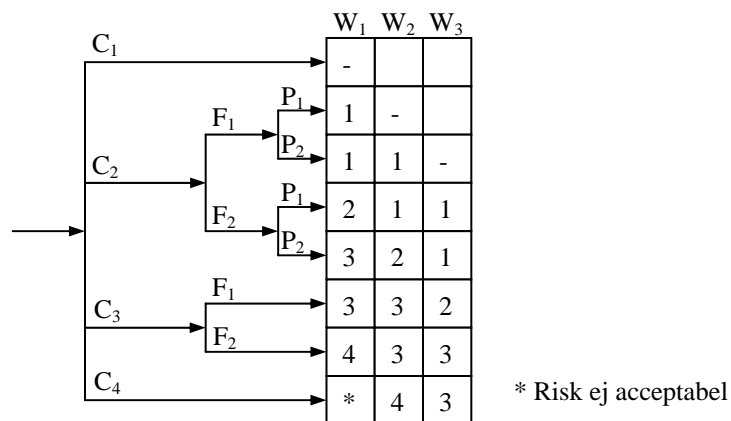 W₁ W₂ W₃
C₁
-
P₁
F₁
1 -
P₂
C₂
1 1 -
P₁
F₂
2 1 1
P₂
3 2 1
F₁
C₃
3 3 2
F₂
4 3 3
C₄
* 4 3
* Risk ej acceptabel